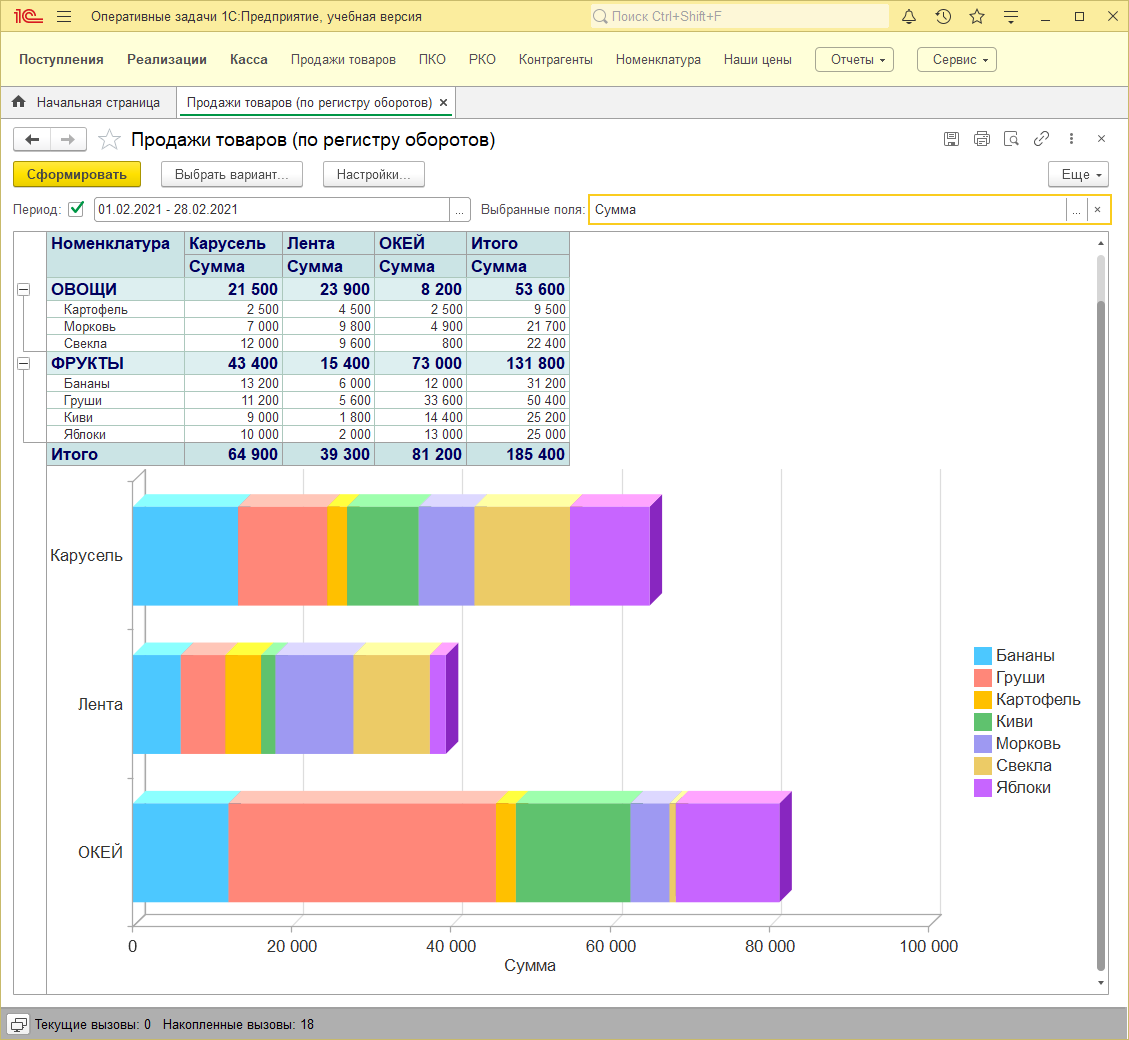 1С Оперативные задачи 1С:Предприятие, учебная версия Поиск Ctrl+Shift+F
Поступления Реализации Касса Продажи товаров ПКО РКО Контрагенты Номенклатура Наши цены Отчеты Сервис
Начальная страница Продажи товаров (по регистру оборотов) ×
Продажи товаров (по регистру оборотов)
Сформировать Выбрать вариант... Настройки... Еще
Период: 01.02.2021 - 28.02.2021 ... Выбранные поля: Сумма ... ×
Номенклатура Карусель Лента ОКЕЙ Итого
Сумма Сумма Сумма Сумма
ОВОЩИ 21 500 23 900 8 200 53 600
Картофель 2 500 4 500 2 500 9 500
Морковь 7 000 9 800 4 900 21 700
Свекла 12 000 9 600 800 22 400
ФРУКТЫ 43 400 15 400 73 000 131 800
Бананы 13 200 6 000 12 000 31 200
Груши 11 200 5 600 33 600 50 400
Киви 9 000 1 800 14 400 25 200
Яблоки 10 000 2 000 13 000 25 000
Итого 64 900 39 300 81 200 185 400
Карусель
Лента
ОКЕЙ
Бананы
Груши
Картофель
Киви
Морковь
Свекла
Яблоки
0 20 000 40 000 60 000 80 000 100 000
Сумма
Текущие вызовы: 0 Накопленные вызовы: 18